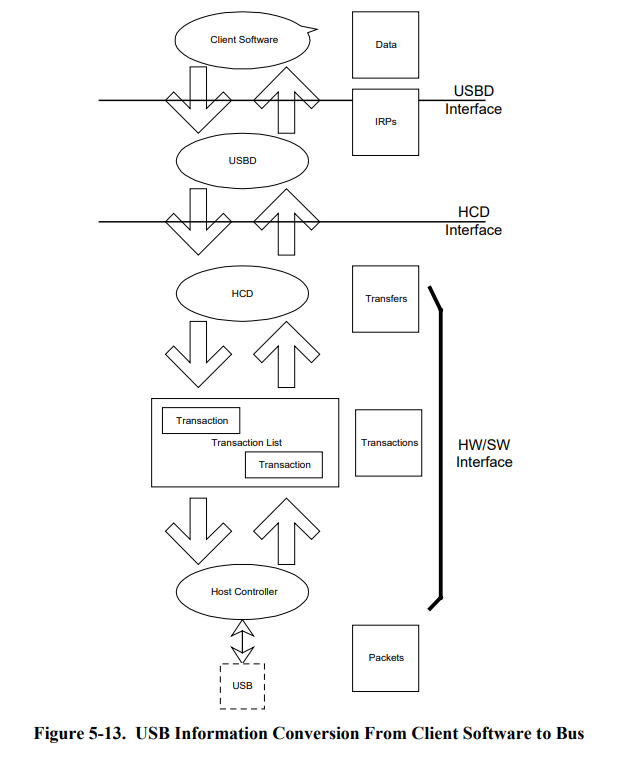 Client Software
Data
USBD
Interface
IRPs
USBD
HCD
Interface
HCD
Transfers
Transaction
Transaction List
Transaction
Transactions
HW/SW
Interface
Host Controller
Packets
USB
Figure 5-13. USB Information Conversion From Client Software to Bus